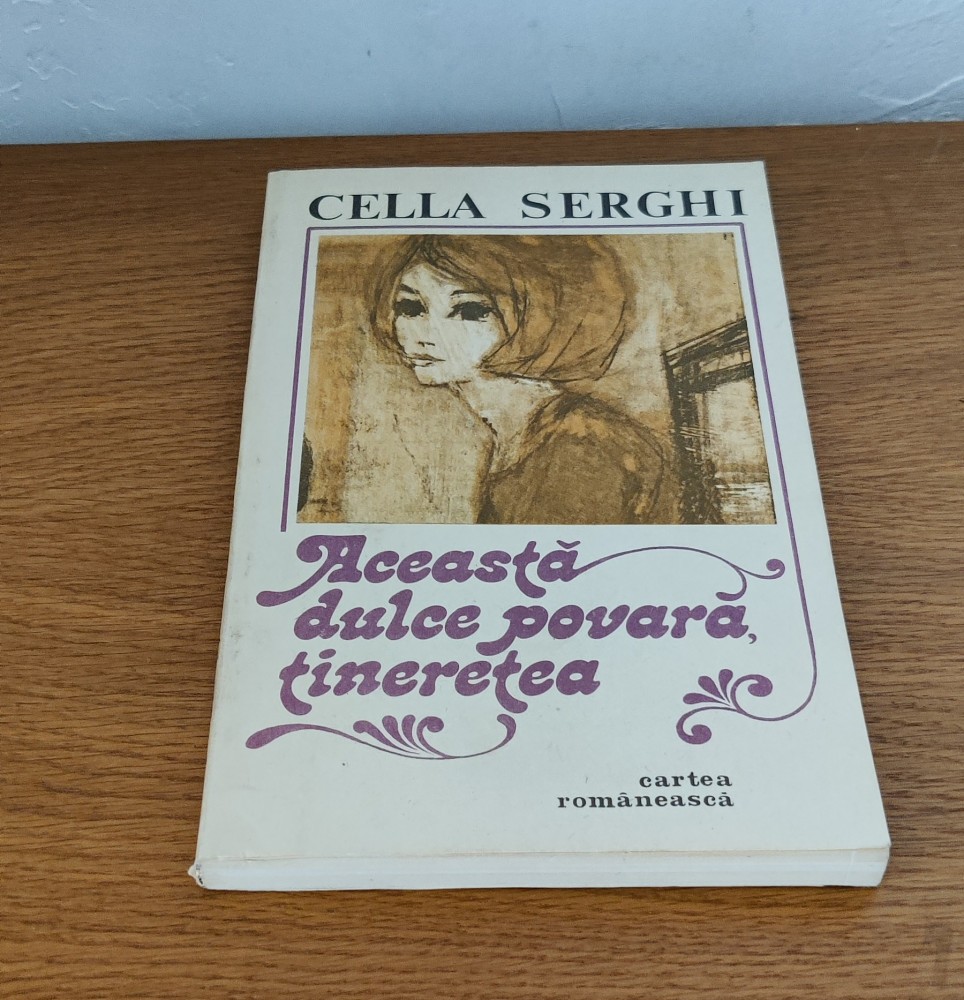 CELLA SERGHI
Această
dulce povară,
tinerețea
cartea
românească